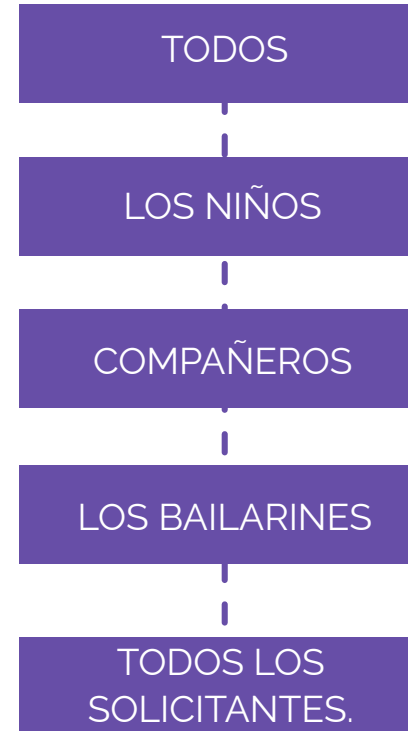 TODOS
LOS NIÑOS
COMPAÑEROS
LOS BAILARINES
TODOS LOS
SOLICITANTES.